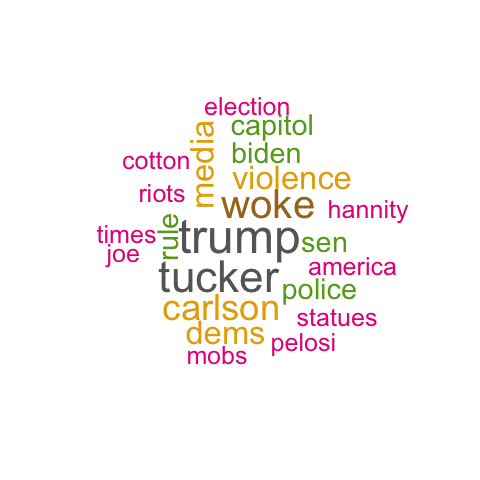 election
capitol
media
biden
cotton
violence
riots
woke
hannity
rule
times
trump
sen
joe
america
tucker
police
carlson
statues
dems
pelosi
mobs